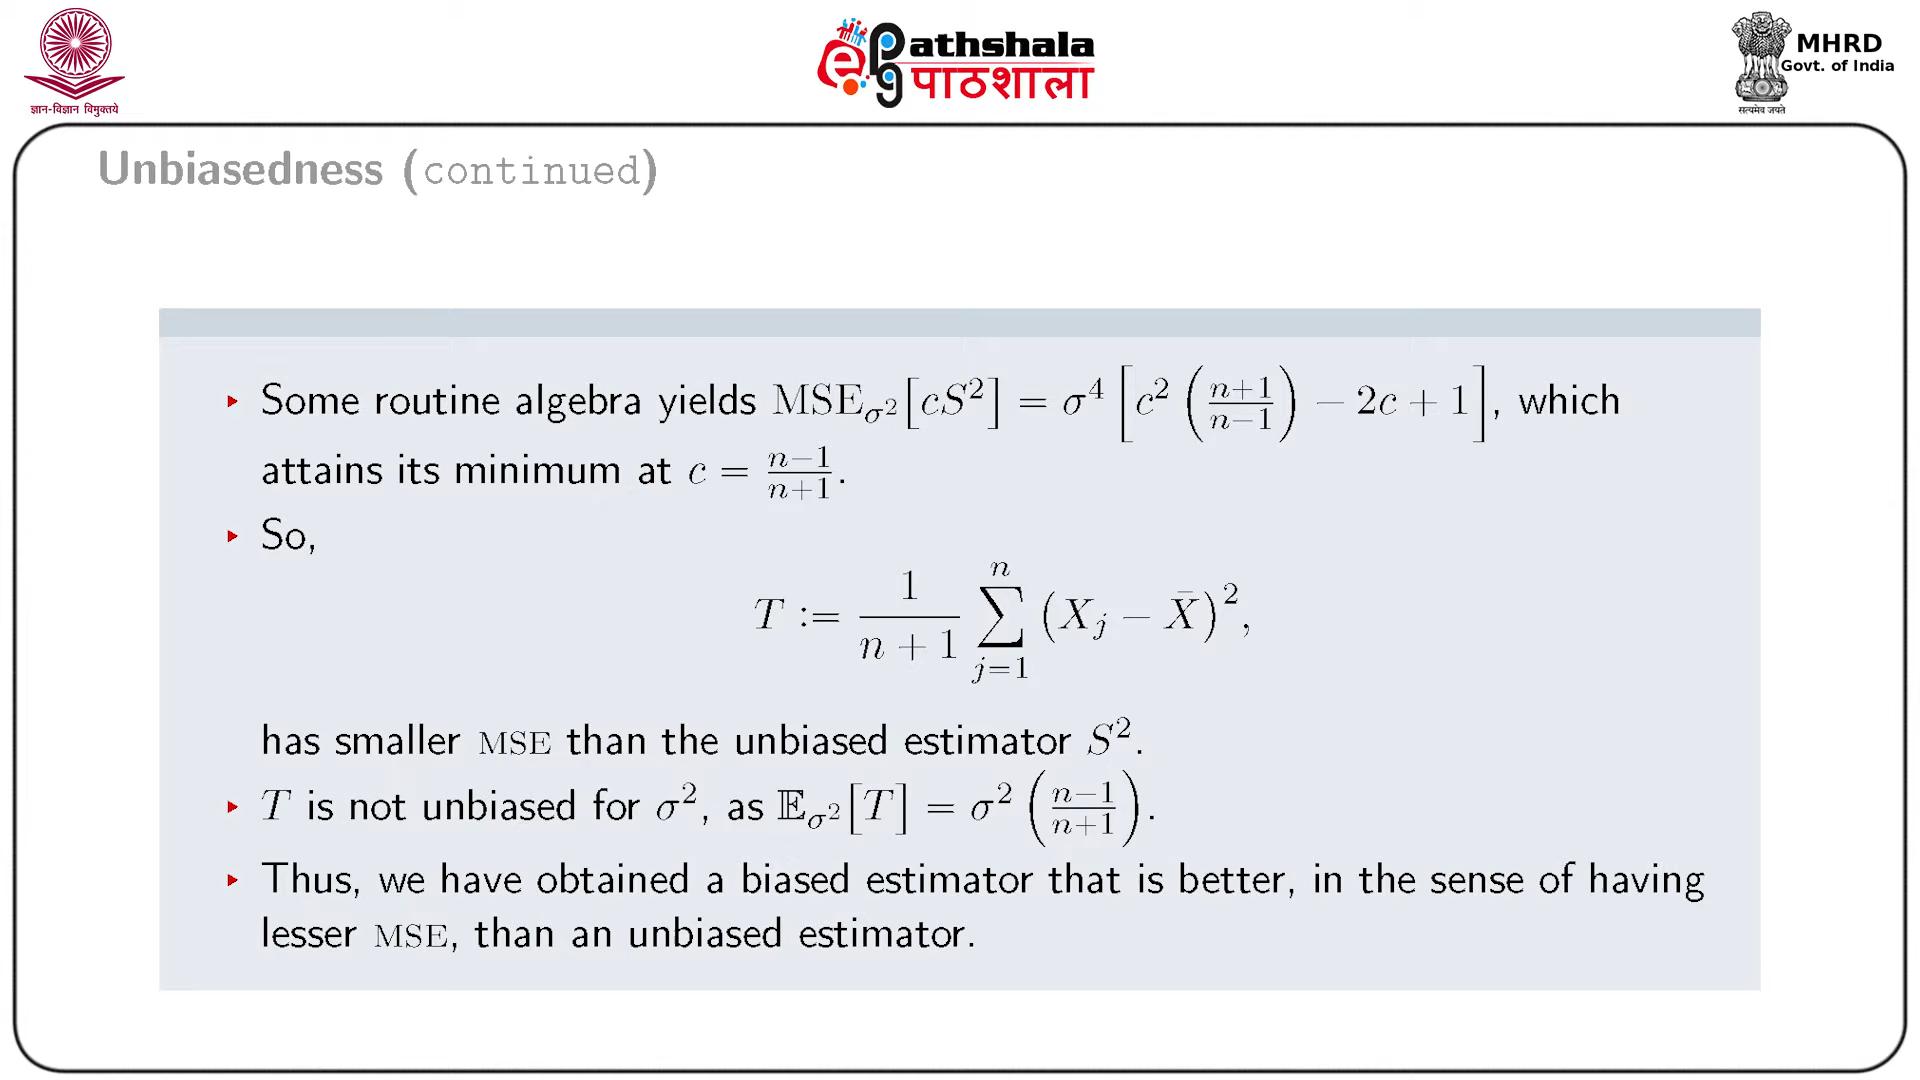 ज्ञान-विज्ञान विमुक्तये
e Pathshala
pg पाठशाला
MHRD
Govt. of India
सत्यमेव जयते
Unbiasedness (continued)
▸ Some routine algebra yields MSE_{σ²}[cS²] = σ⁴ [c² ((n+1)/(n−1)) − 2c + 1], which
attains its minimum at c = (n−1)/(n+1).
▸ So,
T := 1/(n + 1) ∑_{j=1}^{n} (X_j − X̄)²,
has smaller MSE than the unbiased estimator S².
▸ T is not unbiased for σ², as 𝔼_{σ²}[T] = σ² ((n−1)/(n+1)).
▸ Thus, we have obtained a biased estimator that is better, in the sense of having
lesser MSE, than an unbiased estimator.